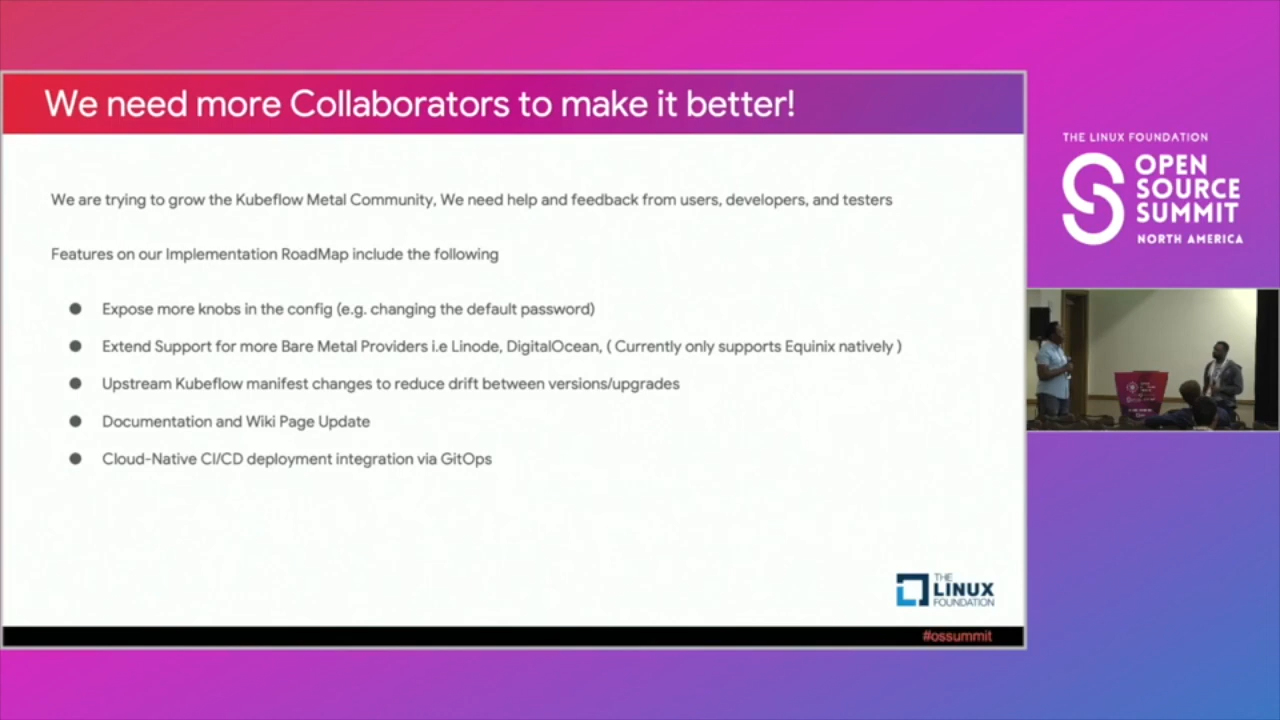 We need more Collaborators to make it better!
We are trying to grow the Kubeflow Metal Community, We need help and feedback from users, developers, and testers
Features on our Implementation RoadMap include the following
Expose more knobs in the config (e.g. changing the default password)
Extend Support for more Bare Metal Providers i.e Linode, DigitalOcean, ( Currently only supports Equinix natively )
Upstream Kubeflow manifest changes to reduce drift between versions/upgrades
Documentation and Wiki Page Update
Cloud-Native CI/CD deployment integration via GitOps
THE
LINUX
FOUNDATION
#ossummit
THE LINUX FOUNDATION
OPEN
SOURCE
SUMMIT
NORTH AMERICA